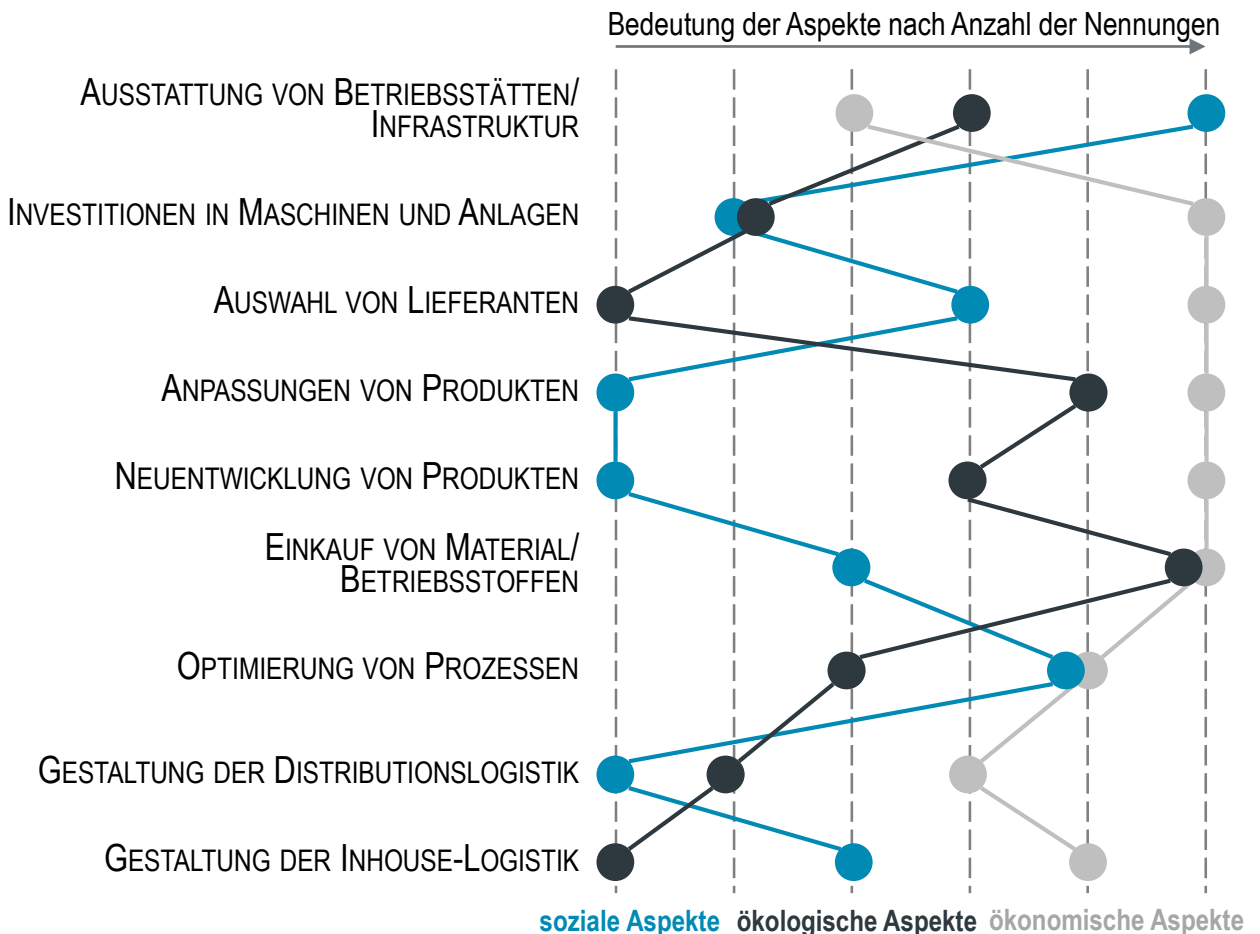 Bedeutung der Aspekte nach Anzahl der Nennungen
Ausstattung von Betriebsstätten/
Infrastruktur
Investitionen in Maschinen und Anlagen
Auswahl von Lieferanten
Anpassungen von Produkten
Neuentwicklung von Produkten
Einkauf von Material/
Betriebsstoffen
Optimierung von Prozessen
Gestaltung der Distributionslogistik
Gestaltung der Inhouse-Logistik
soziale Aspekte ökologische Aspekte ökonomische Aspekte